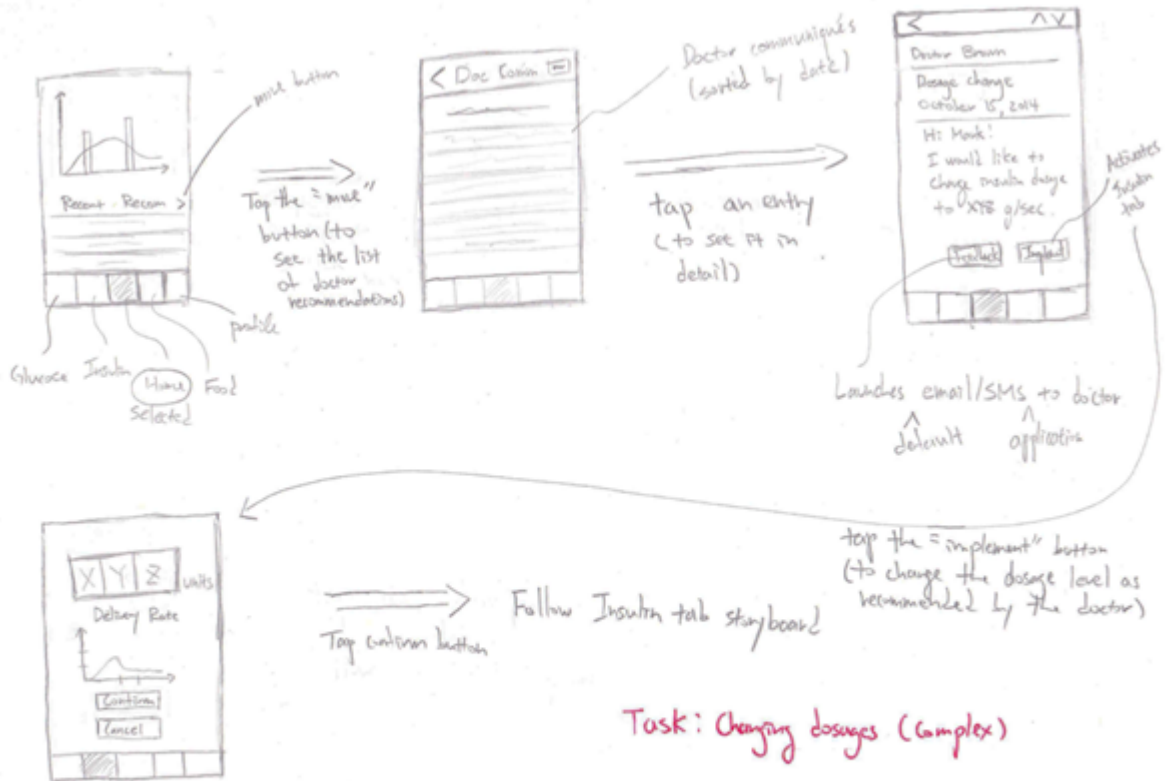 more button
Recent Recom >
Tap the "more"
button (to
see the list
of doctor
recommendations)
Glucose
Insulin
Home
selected
Food
profile
< Doc Comm
Doctor communiqués
(sorted by date)
tap an entry
(to see it in
detail)
<
Doctor Brown
Dosage change
October 15, 2014
Hi Mark!
I would like to
change insulin dosage
to XYZ g/sec.
Feedback
Implmt
Activates
Insulin
tab
Launches email/SMS to doctor
^ ^
default application
tap the "implement" button
(to change the dosage level as
recommended by the doctor)
X Y Z units
Delivery Rate
Confirm
Cancel
Tap confirm button
Follow Insulin tab storyboard
Task: Changing dosages (Complex)